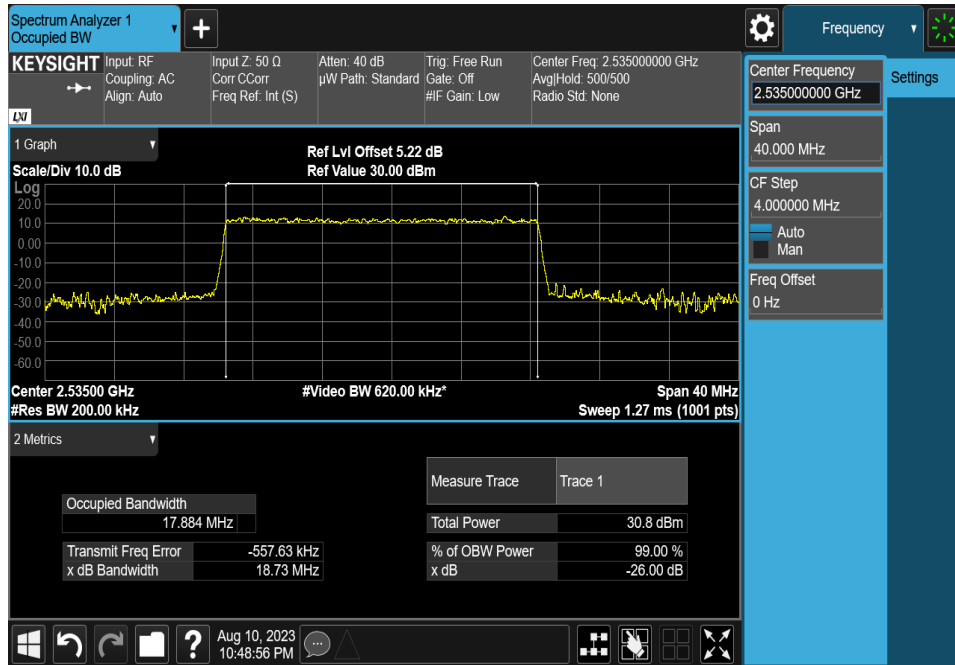 Spectrum Analyzer 1
Occupied BW
+
Frequency
KEYSIGHT
Input: RF
Coupling: AC
Align: Auto
Input Z: 50 Ω
Corr CCorr
Freq Ref: Int (S)
Atten: 40 dB
µW Path: Standard
Trig: Free Run
Gate: Off
#IF Gain: Low
Center Freq: 2.535000000 GHz
Avg|Hold: 500/500
Radio Std: None
LXI
Center Frequency
2.535000000 GHz
Settings
Span
40.000 MHz
CF Step
4.000000 MHz
Auto
Man
Freq Offset
0 Hz
1 Graph
Scale/Div 10.0 dB
Ref Lvl Offset 5.22 dB
Ref Value 30.00 dBm
Log
20.0
10.0
0.00
-10.0
-20.0
-30.0
-40.0
-50.0
-60.0
Center 2.53500 GHz
#Video BW 620.00 kHz*
Span 40 MHz
#Res BW 200.00 kHz
Sweep 1.27 ms (1001 pts)
2 Metrics
Measure Trace Trace 1
Occupied Bandwidth
17.884 MHz
Total Power 30.8 dBm
Transmit Freq Error -557.63 kHz
% of OBW Power 99.00 %
x dB Bandwidth 18.73 MHz
x dB -26.00 dB
?
Aug 10, 2023
10:48:56 PM